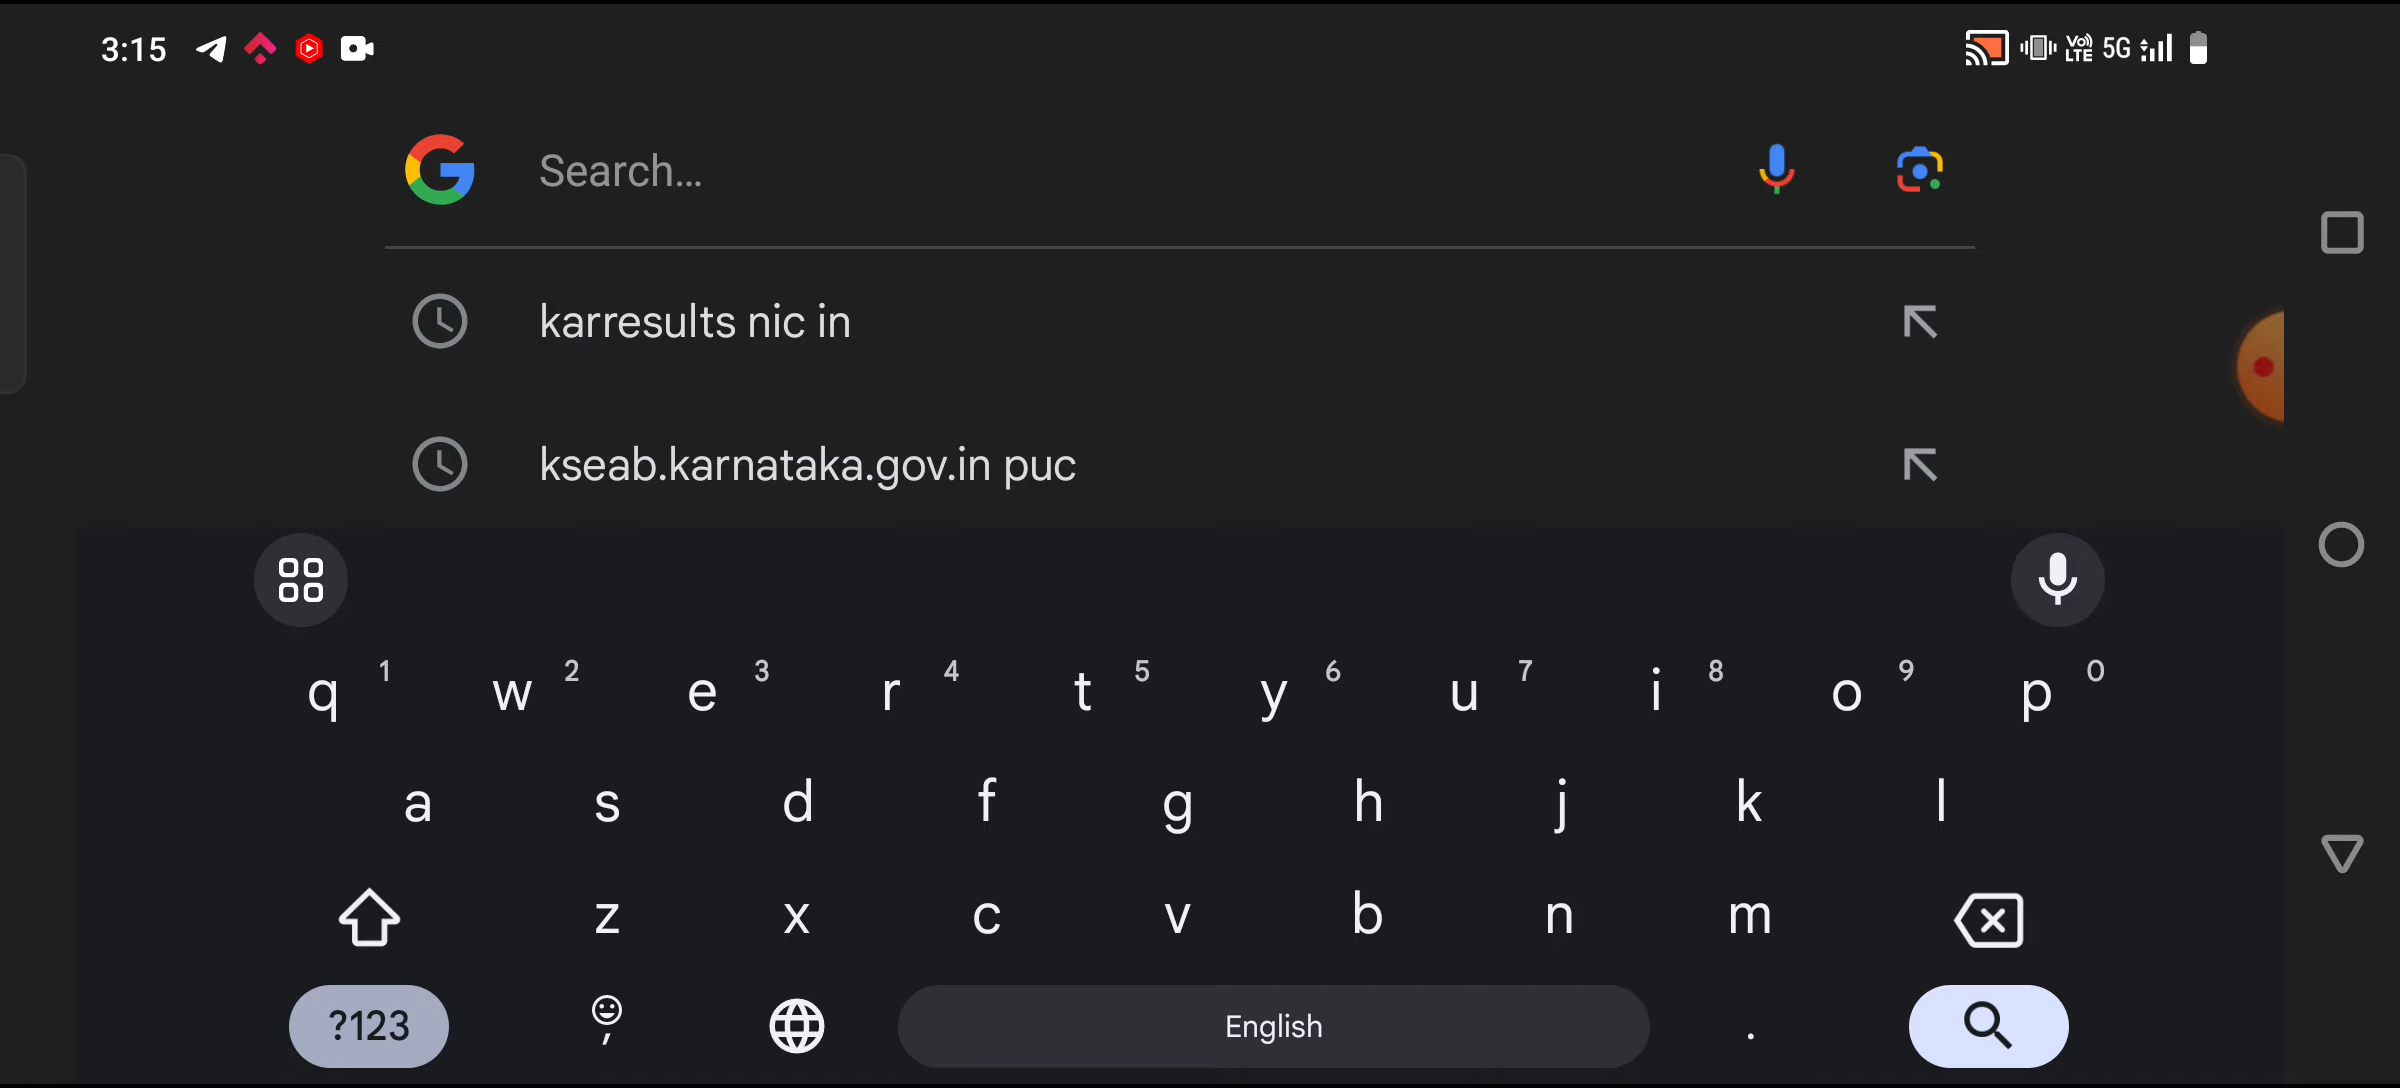 3:15 VoLTE 5G
Search...
karresults nic in
kseab.karnataka.gov.in puc
q 1 w 2 e 3 r 4 t 5 y 6 u 7 i 8 o 9 p 0
a s d f g h j k l
z x c v b n m
?123 , English .